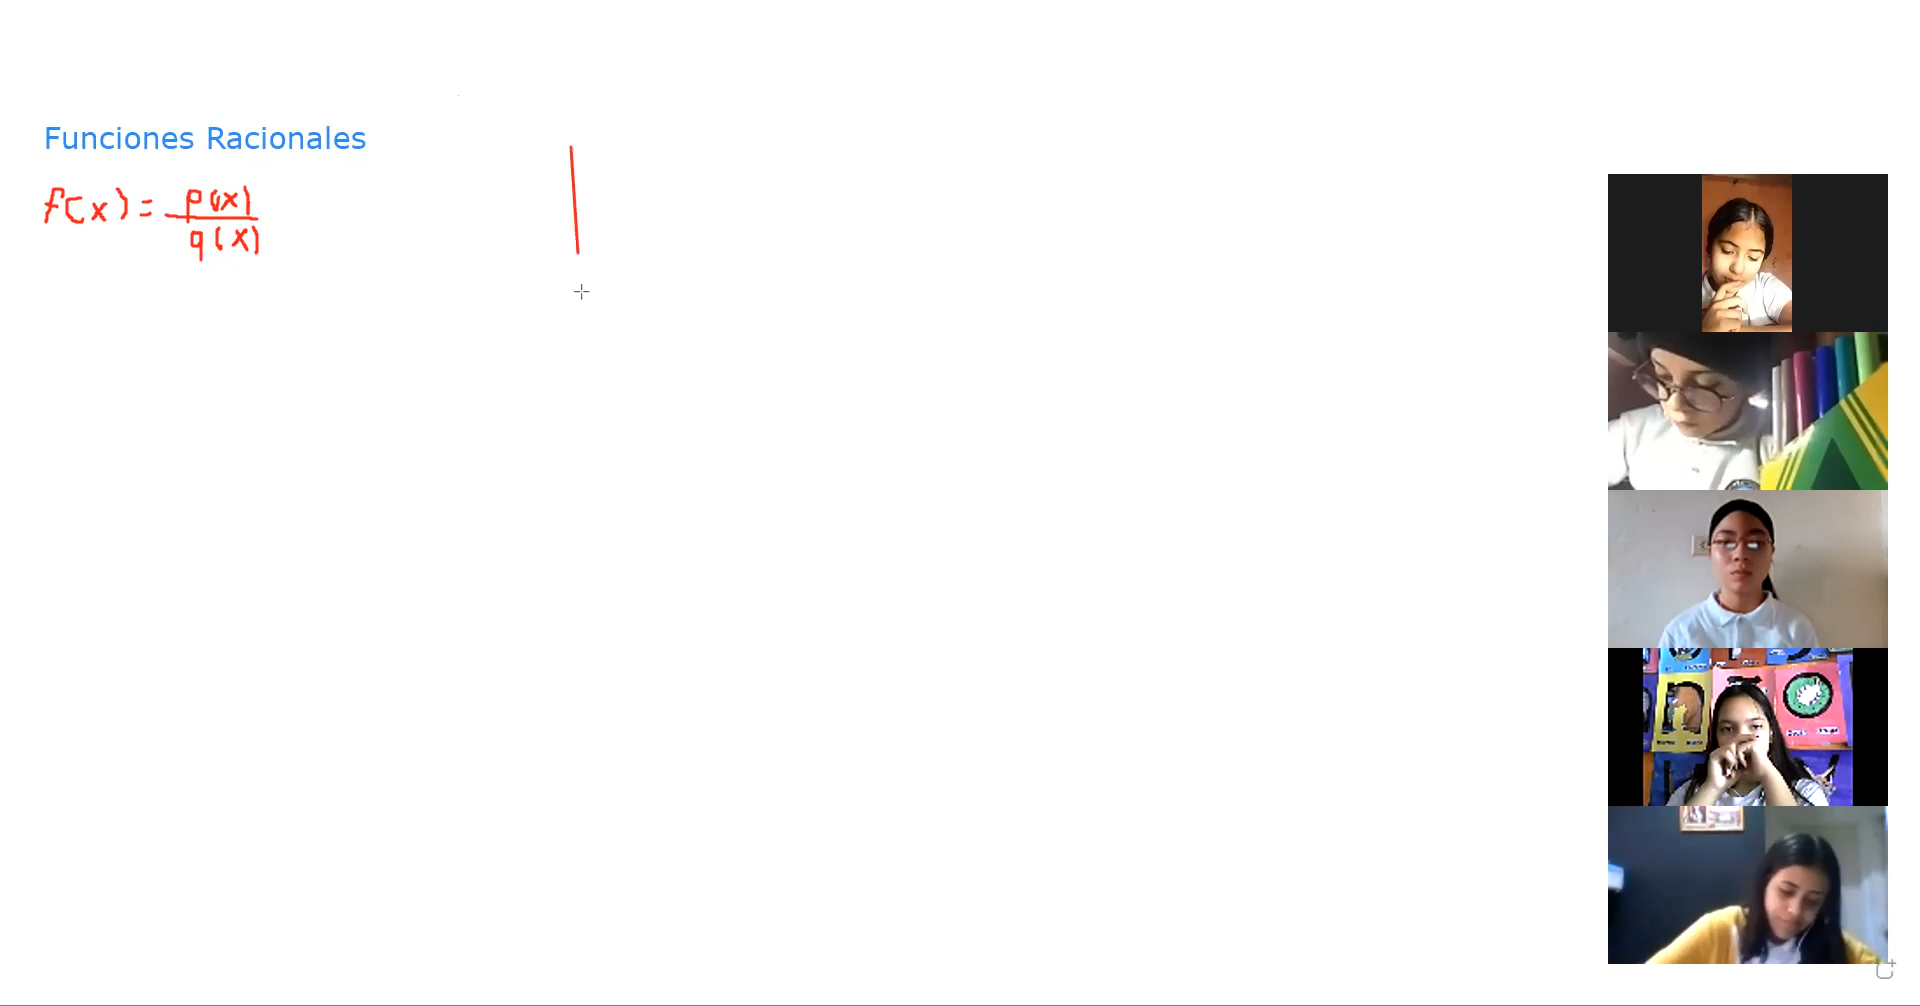 Funciones Racionales
f(x) = p(x)
q(x)